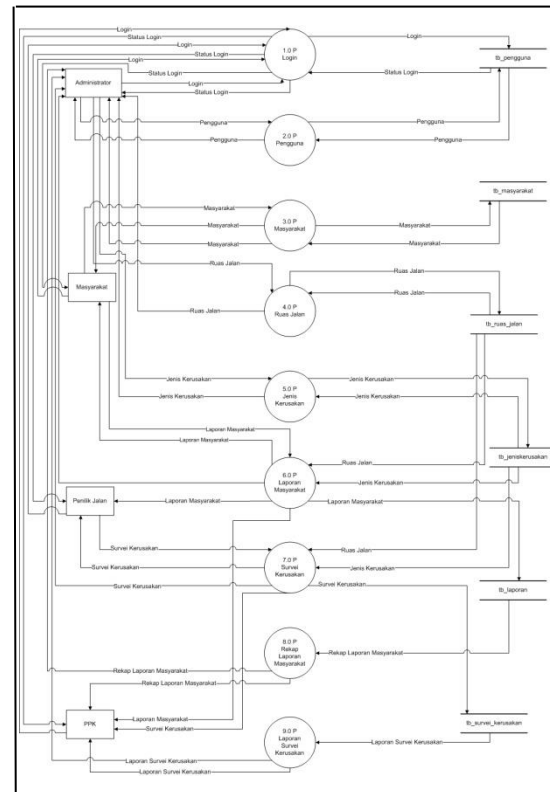 Login
Status Login
Login
Status Login
Login
Status Login
Login
Status Login
1.0 P
Login
Login
Status Login
tb_pengguna
Administrator
Pengguna
Pengguna
2.0 P
Pengguna
Pengguna
Pengguna
Masyarakat
Masyarakat
Masyarakat
3.0 P
Masyarakat
Masyarakat
Masyarakat
tb_masyarakat
Masyarakat
Ruas Jalan
Ruas Jalan
4.0 P
Ruas Jalan
Ruas Jalan
Ruas Jalan
tb_ruas_jalan
Jenis Kerusakan
Jenis Kerusakan
5.0 P
Jenis
Kerusakan
Jenis Kerusakan
Jenis Kerusakan
tb_jeniskerusakan
Laporan Masyarakat
Laporan Masyarakat
6.0 P
Laporan
Masyarakat
Ruas Jalan
Jenis Kerusakan
Laporan Masyarakat
Laporan Masyarakat
Penilik Jalan
Survei Kerusakan
Survei Kerusakan
Survei Kerusakan
7.0 P
Survei
Kerusakan
Ruas Jalan
Jenis Kerusakan
Survei Kerusakan
tb_laporan
8.0 P
Rekap
Laporan
Masyarakat
Rekap Laporan Masyarakat
Rekap Laporan Masyarakat
Rekap Laporan Masyarakat
PPK
Laporan Masyarakat
Survei Kerusakan
tb_survei_kerusakan
9.0 P
Laporan
Survei
Kerusakan
Laporan Survei Kerusakan
Laporan Survei Kerusakan
Laporan Survei Kerusakan